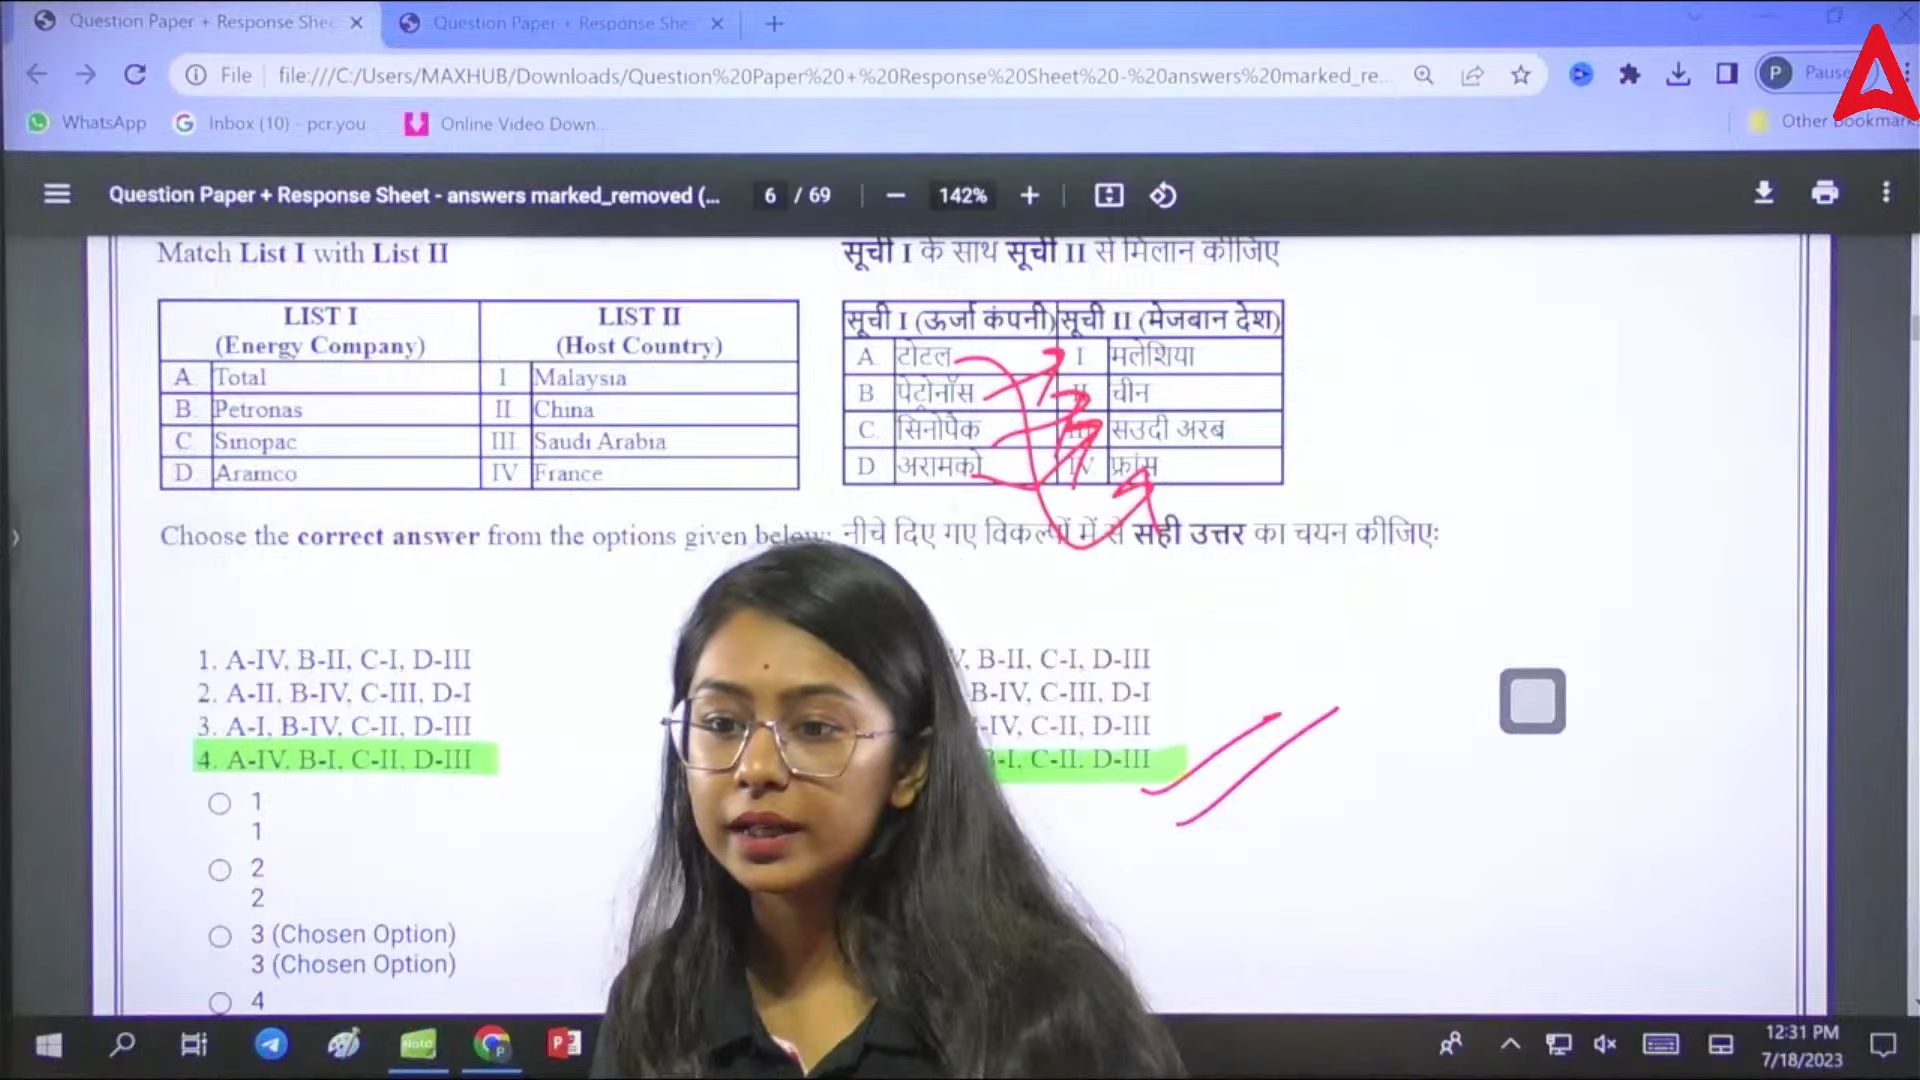 Question Paper + Response She
Question Paper + Response She
File
file:///C:/Users/MAXHUB/Downloads/Question%20Paper%20+%20Response%20Sheet%20-%20answers%20marked_re...
P
Pause
WhatsApp
Inbox (10) - pcr.you
Online Video Down...
Other bookmark
Question Paper + Response Sheet - answers marked_removed (...
6 / 69
142%
Match List I with List II
LIST I
(Energy Company)
LIST II
(Host Country)
A. Total I Malaysia
B. Petronas II China
C Sinopac III. Saudi Arabia
D Aramco IV France
Choose the correct answer from the options given below:
सूची I के साथ सूची II से मिलान कीजिए
सूची I (ऊर्जा कंपनी) सूची II (मेजबान देश)
A. टोटल I मलेशिया
B पेट्रोनॉस II चीन
C. सिनोपैक III सउदी अरब
D. अरामको IV फ्रांस
नीचे दिए गए विकल्पों में से सही उत्तर का चयन कीजिए:
1. A-IV, B-II, C-I, D-III
2. A-II, B-IV, C-III, D-I
3. A-I, B-IV, C-II, D-III
4. A-IV, B-I, C-II, D-III
V, B-II, C-I, D-III
B-IV, C-III, D-I
-IV, C-II, D-III
B-I, C-II, D-III
1
1
2
2
3 (Chosen Option)
3 (Chosen Option)
4
Note
P
12:31 PM
7/18/2023